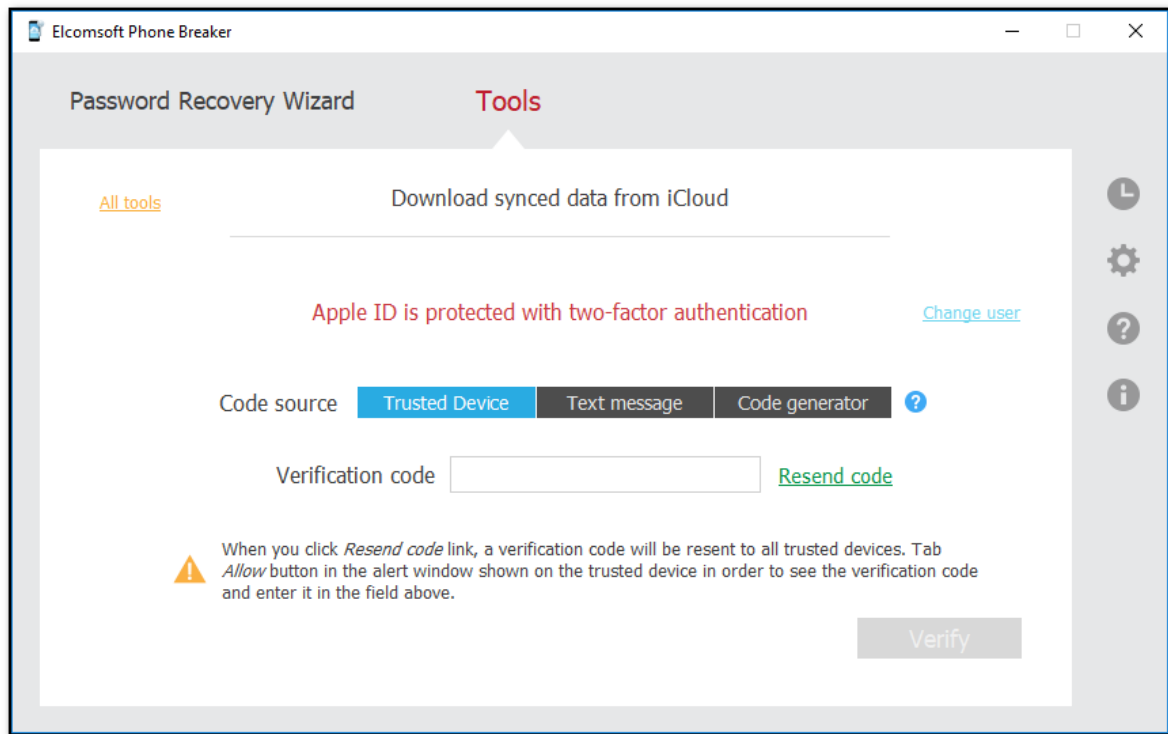 Elcomsoft Phone Breaker
Password Recovery Wizard
Tools
All tools
Download synced data from iCloud
Apple ID is protected with two-factor authentication
Change user
Code source
Trusted Device
Text message
Code generator
?
Verification code
Resend code
When you click Resend code link, a verification code will be resent to all trusted devices. Tab
Allow button in the alert window shown on the trusted device in order to see the verification code
and enter it in the field above.
Verify